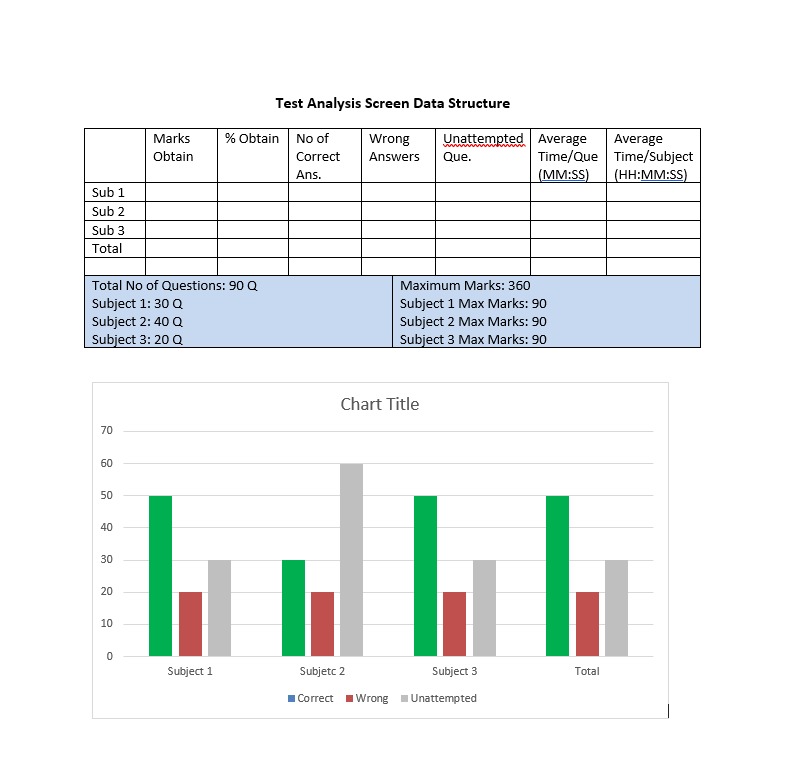 Test Analysis Screen Data Structure
Marks Obtain
% Obtain
No of Correct Ans.
Wrong Answers
Unattempted Que.
Average Time/Que (MM:SS)
Average Time/Subject (HH:MM:SS)
Sub 1
Sub 2
Sub 3
Total
Total No of Questions: 90 Q
Subject 1: 30 Q
Subject 2: 40 Q
Subject 3: 20 Q
Maximum Marks: 360
Subject 1 Max Marks: 90
Subject 2 Max Marks: 90
Subject 3 Max Marks: 90
Chart Title
70
60
50
40
30
20
10
0
Subject 1 Subjetc 2 Subject 3 Total
Correct Wrong Unattempted